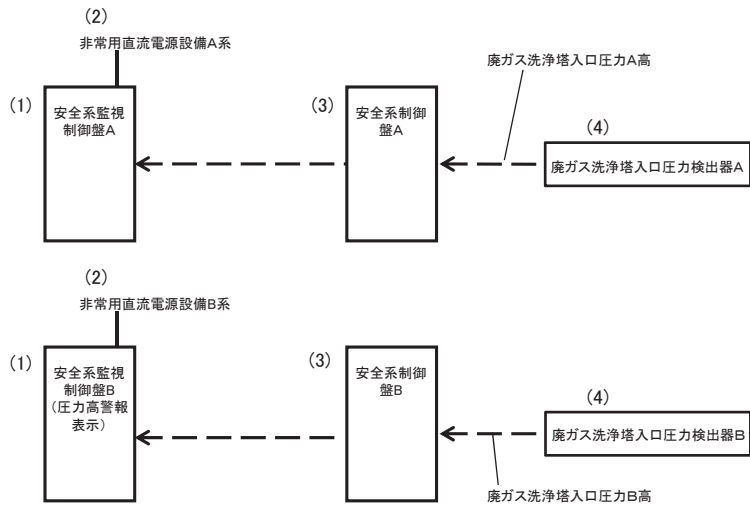 (2)
非常用直流電源設備A系
廃ガス洗浄塔入口圧力A高
(1)
安全系監視
制御盤A
(3)
安全系制御
盤A
(4)
廃ガス洗浄塔入口圧力検出器A
(2)
非常用直流電源設備B系
(1)
安全系監視
制御盤B
(圧力高警報
表示)
(3)
安全系制御
盤B
(4)
廃ガス洗浄塔入口圧力検出器B
廃ガス洗浄塔入口圧力B高